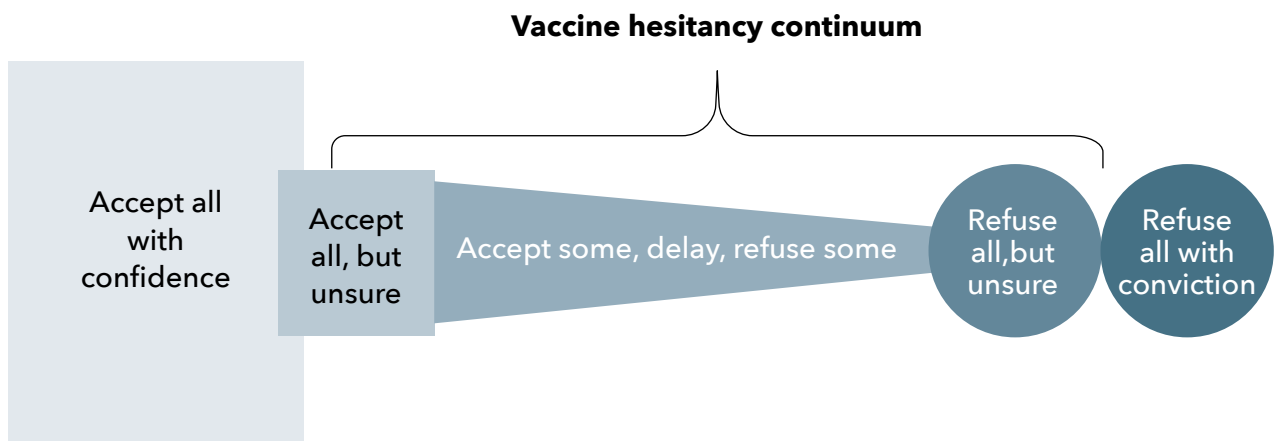 Vaccine hesitancy continuum
Accept all
with
confidence
Accept
all, but
unsure
Accept some, delay, refuse some
Refuse
all,but
unsure
Refuse
all with
conviction